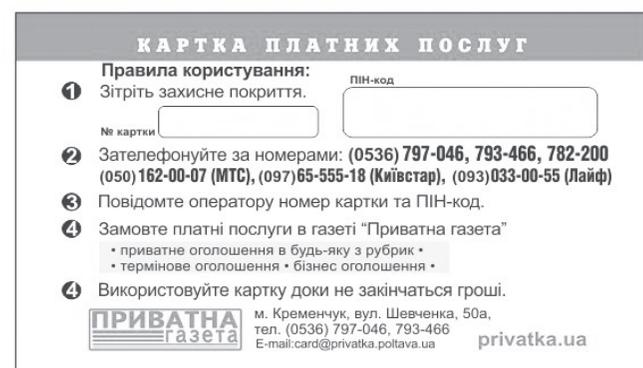 КАРТКА ПЛАТНИХ ПОСЛУГ
Правила користування:
ПІН-код
1 Зітріть захисне покриття.
№ картки
2 Зателефонуйте за номерами: (0536) 797-046, 793-466, 782-200
(050) 162-00-07 (МТС), (097)65-555-18 (Київстар), (093)033-00-55 (Лайф)
3 Повідомте оператору номер картки та ПІН-код.
4 Замовте платні послуги в газеті “Приватна газета”
• приватне оголошення в будь-яку з рубрик •
• термінове оголошення • бізнес оголошення •
4 Використовуйте картку доки не закінчаться гроші.
ПРИВАТНА
газета
м. Кременчук, вул. Шевченка, 50а,
тел. (0536) 797-046, 793-466
E-mail:card@privatka.poltava.ua
privatka.ua